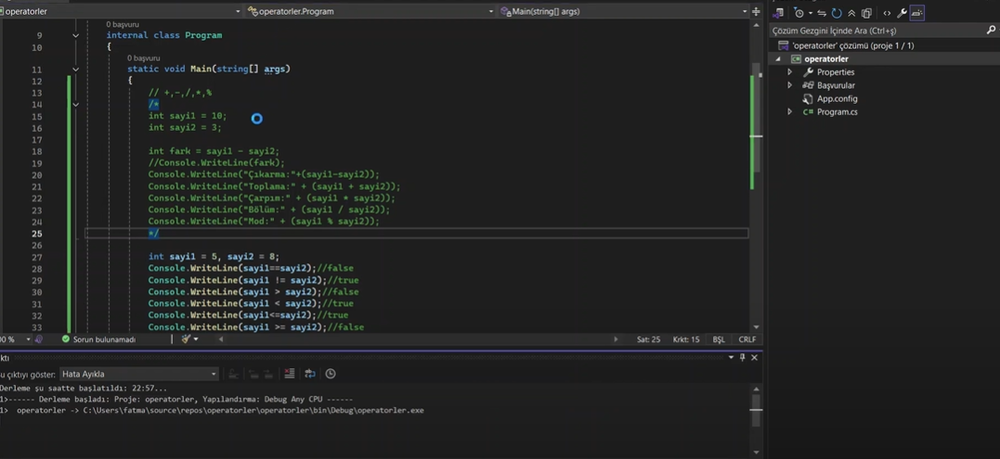 operatorler
operatorler.Program
Main(string[] args)
0 başvuru
9 internal class Program
10 {
0 başvuru
11 static void Main(string[] args)
12 {
13 // +,-,/,*,%
14 /*
15 int sayi1 = 10;
16 int sayi2 = 3;
17
18 int fark = sayi1 - sayi2;
19 //Console.WriteLine(fark);
20 Console.WriteLine("Çıkarma:"+(sayi1-sayi2));
21 Console.WriteLine("Toplama:" + (sayi1 + sayi2));
22 Console.WriteLine("Çarpım:" + (sayi1 * sayi2));
23 Console.WriteLine("Bölüm:" + (sayi1 / sayi2));
24 Console.WriteLine("Mod:" + (sayi1 % sayi2));
25 */
26
27 int sayi1 = 5, sayi2 = 8;
28 Console.WriteLine(sayi1==sayi2);//false
29 Console.WriteLine(sayi1 != sayi2);//true
30 Console.WriteLine(sayi1 > sayi2);//false
31 Console.WriteLine(sayi1 < sayi2);//true
32 Console.WriteLine(sayi1<=sayi2);//true
33 Console.WriteLine(sayi1 >= sayi2);//false
00 % Sorun bulunamadı Sat: 25 Krkt: 15 BŞL CRLF
ktı
u çıktıyı göster: Hata Ayıkla
Derleme şu saatte başlatıldı: 22:57...
1>------ Derleme başladı: Proje: operatorler, Yapılandırma: Debug Any CPU ------
1> operatorler -> C:\Users\fatma\source\repos\operatorler\operatorler\bin\Debug\operatorler.exe
Çözüm Gezgini İçinde Ara (Ctrl+ş)
'operatorler' çözümü (proje 1 / 1)
operatorler
Properties
Başvurular
App.config
C# Program.cs